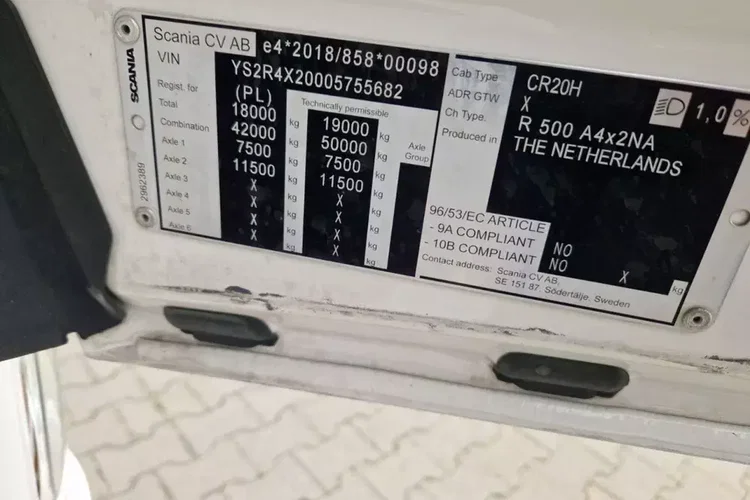 SCANIA
2962389
Scania CV AB e4*2018/858*00098
VIN YS2R4X20005755682
Regist. for (PL) Technically permissible
Total 18000 kg 19000 kg
Combination 42000 kg 50000 kg Axle Group
Axle 1 7500 kg 7500 kg
Axle 2 11500 kg 11500 kg
Axle 3 X kg X kg
Axle 4 X kg X kg
Axle 5 X kg X kg
Axle 6 X kg X kg
Cab Type CR20H
ADR GTW X
Ch. Type. R 500 A4x2NA
Produced in THE NETHERLANDS
1,0 %
96/53/EC ARTICLE
- 9A COMPLIANT NO
- 10B COMPLIANT NO X kg
Contact address: Scania CV AB,
SE 151 87, Södertälje, Sweden